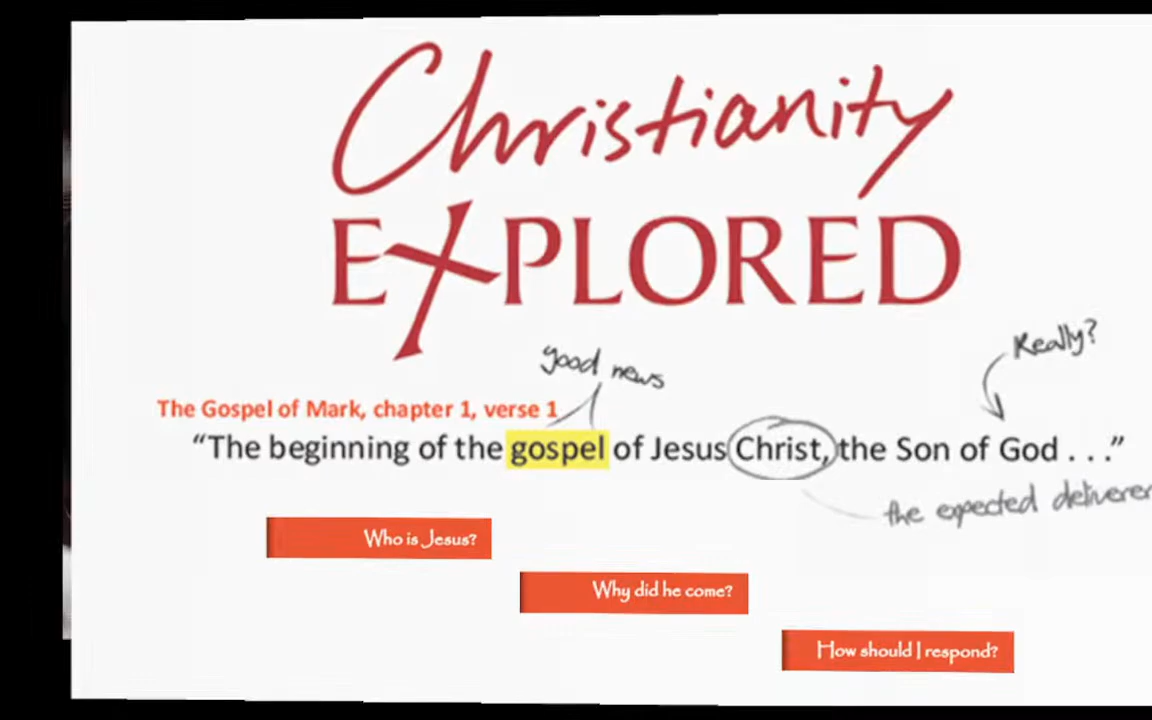 Christianity
EXPLORED
Really?
good news
The Gospel of Mark, chapter 1, verse 1
“The beginning of the gospel of Jesus Christ, the Son of God . . .”
the expected deliverer
Who is Jesus?
Why did he come?
How should I respond?